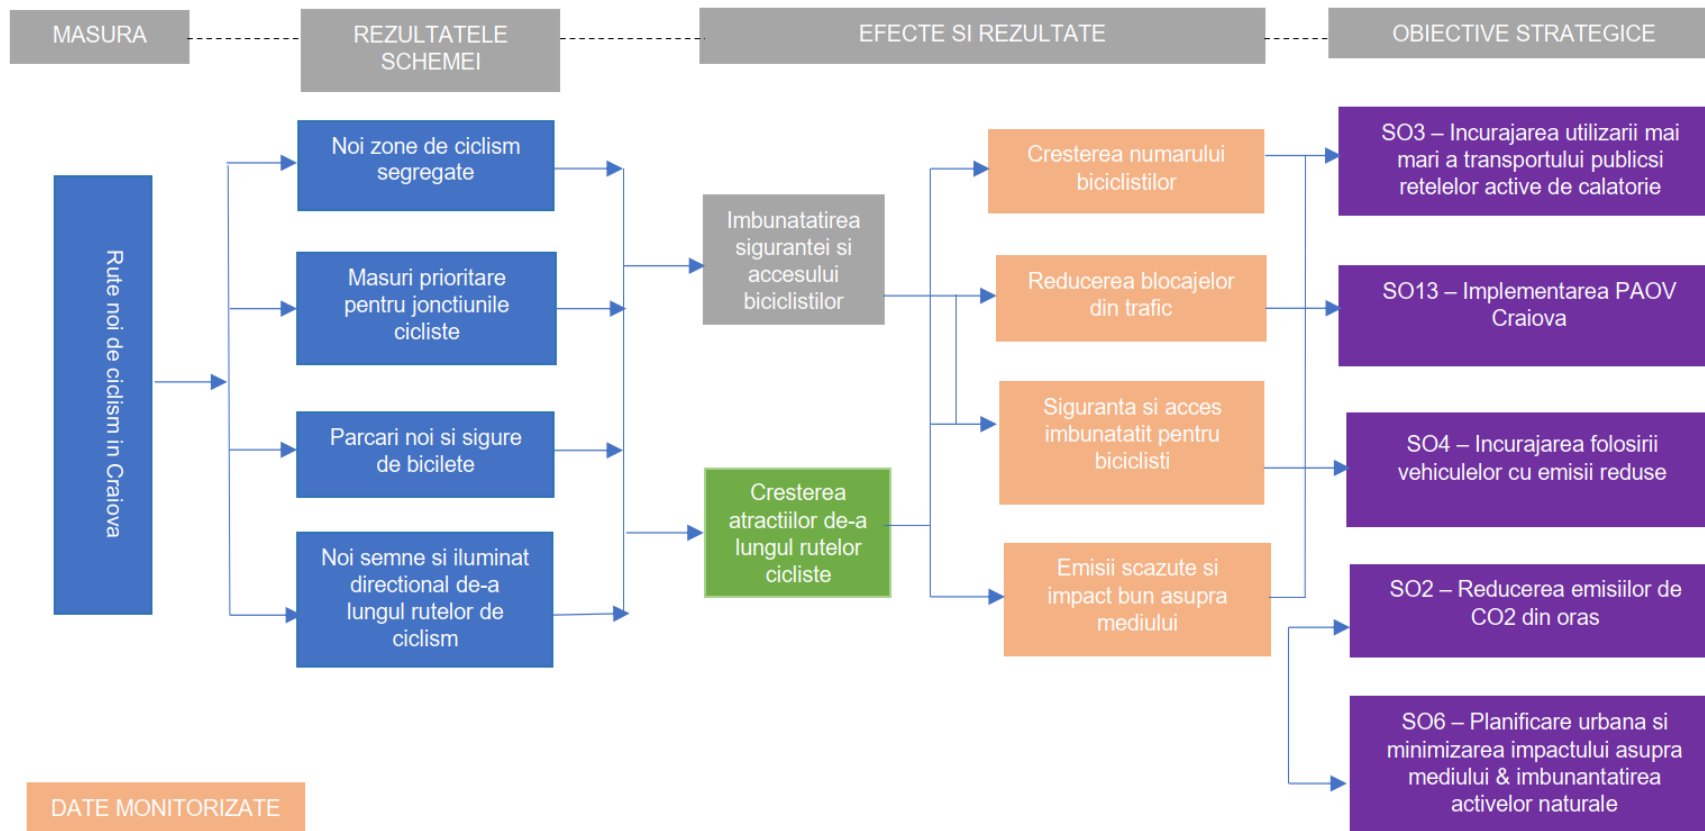 MASURA
REZULTATELE
SCHEMEI
EFECTE SI REZULTATE
OBIECTIVE STRATEGICE
Rute noi de ciclism in Craiova
Noi zone de ciclism
segregate
Masuri prioritare
pentru jonctiunile
cicliste
Parcari noi si sigure
de bicilete
Noi semne si iluminat
directional de-a
lungul rutelor de
ciclism
Imbunatatirea
sigurantei si
accesului
biciclistilor
Cresterea
atractiilor de-a
lungul rutelor
cicliste
Cresterea numarului
biciclistilor
Reducerea blocajelor
din trafic
Siguranta si acces
imbunatatit pentru
biciclisti
Emisii scazute si
impact bun asupra
mediului
SO3 – Incurajarea utilizarii mai
mari a transportului publicsi
retelelor active de calatorie
SO13 – Implementarea PAOV
Craiova
SO4 – Incurajarea folosirii
vehiculelor cu emisii reduse
SO2 – Reducerea emisiilor de
CO2 din oras
SO6 – Planificare urbana si
minimizarea impactului asupra
mediului & imbunantatirea
activelor naturale
DATE MONITORIZATE